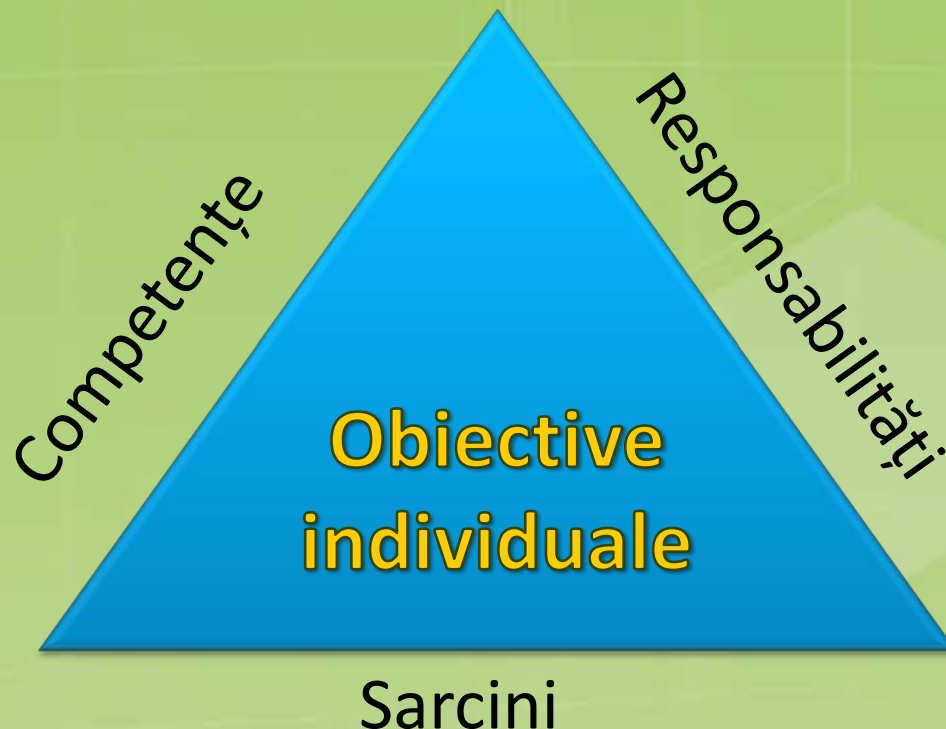 Competențe
Responsabilități
Obiective
individuale
Sarcini